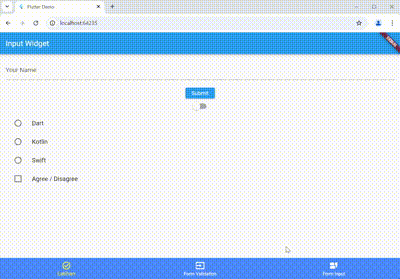 Flutter Demo
localhost:64235
Input Widget
DEBUG
Your Name
Submit
Dart
Kotlin
Swift
Agree / Disagree
Form Validation
Form Input